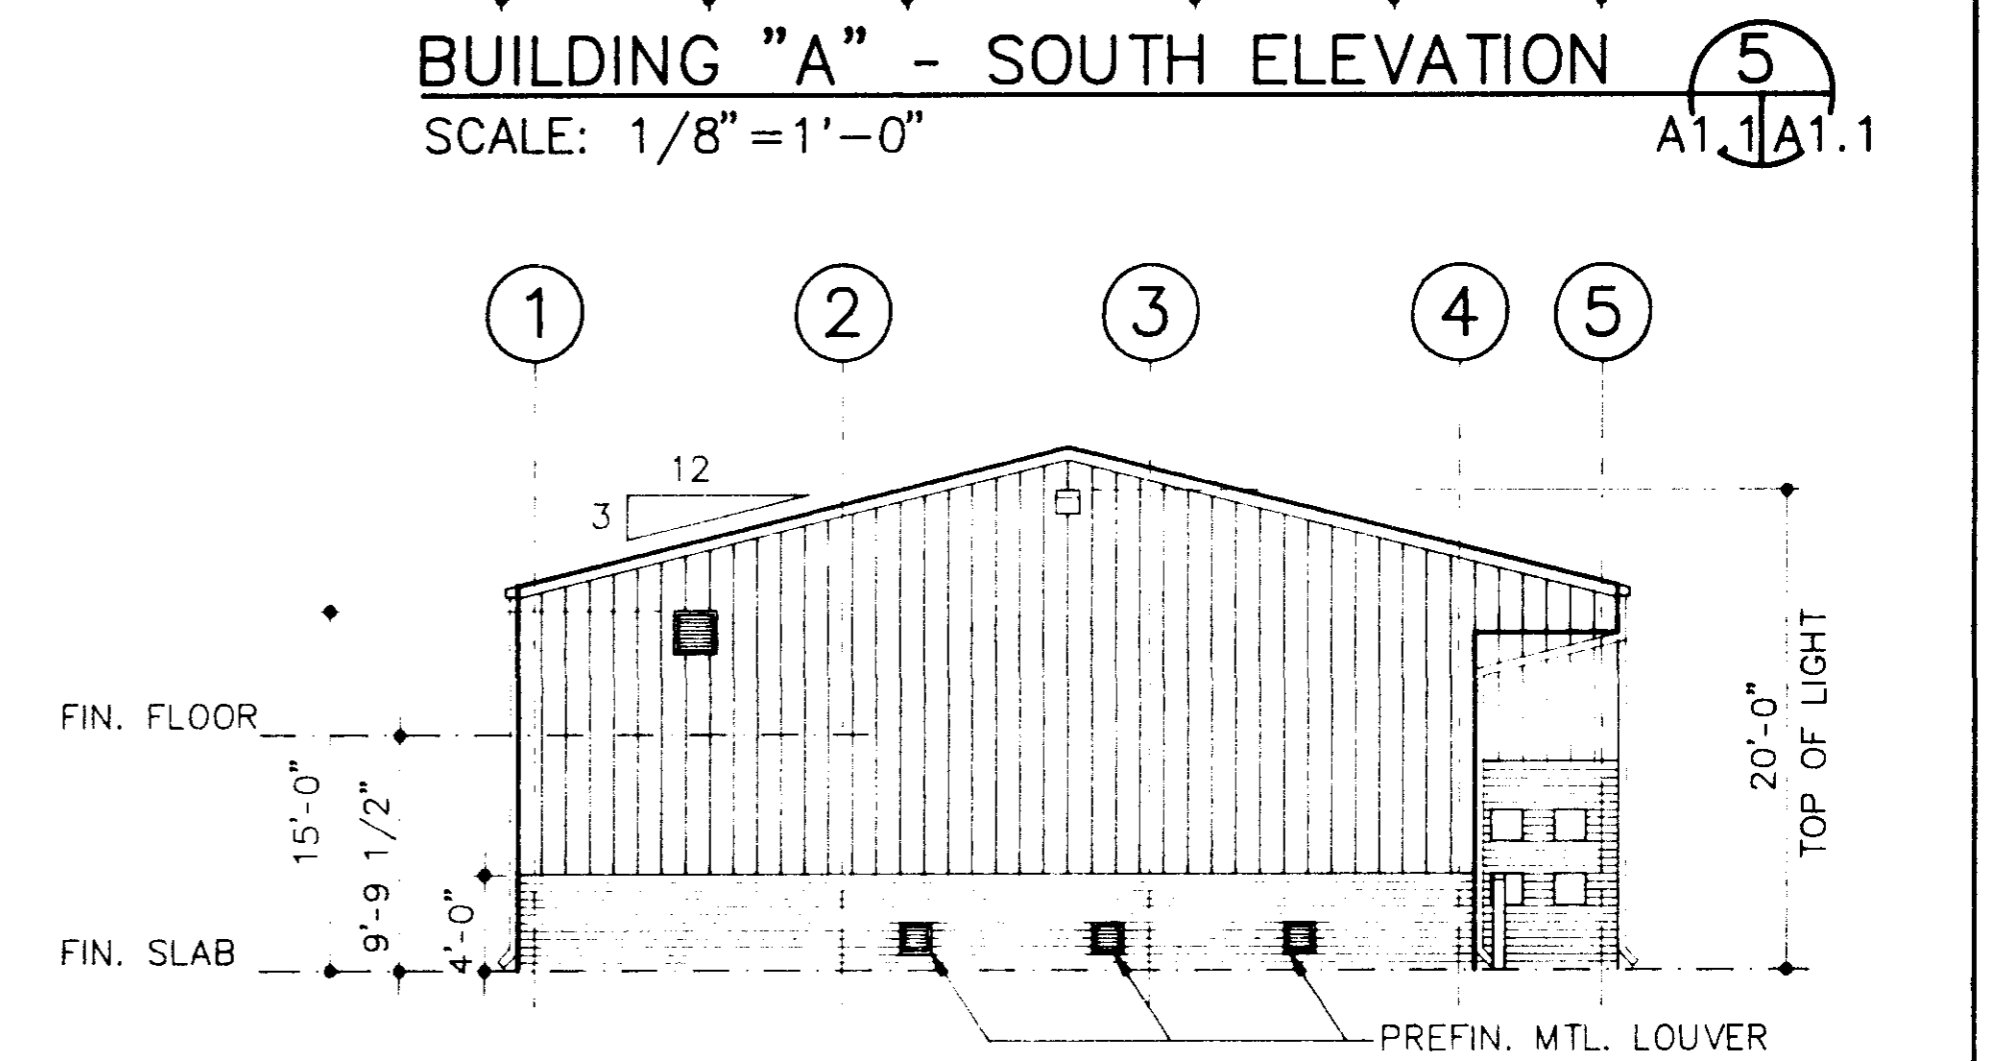 BUILDING "A" - SOUTH ELEVATION
5
SCALE: 1/8"=1'-0"
A1.1 A1.1
1 2 3 4 5
12
3
FIN. FLOOR
15'-0"
9'-9 1/2"
4'-0"
20'-0"
TOP OF LIGHT
FIN. SLAB
PREFIN. MTL. LOUVER